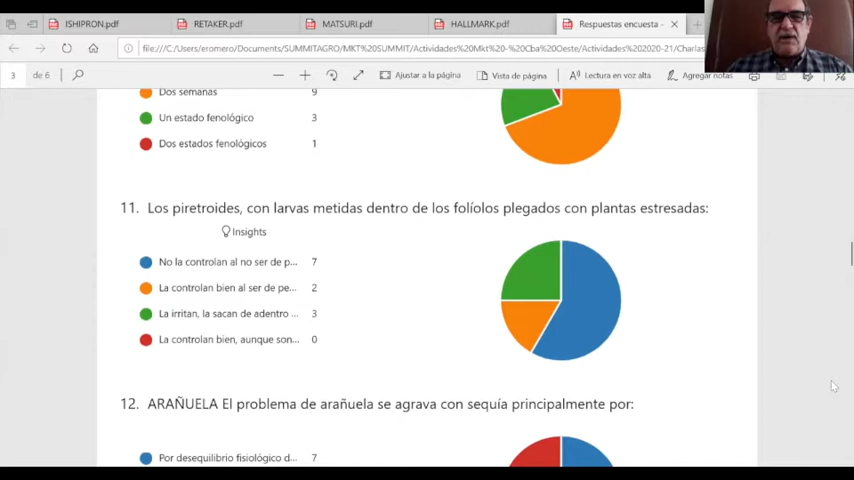 ISHIPRON.pdf
RETAKER.pdf
MATSURI.pdf
HALLMARK.pdf
Respuestas encuesta -
file:///C:/Users/eromero/Documents/SUMMITAGRO/MKT%20SUMMIT/Actividades%20Mkt%20-%20Cba%20Oeste/Actividades%202020-21/Charlas
3 de 6
Ajustar a la página
Vista de página
Lectura en voz alta
Agregar notas
Dos semanas 9
Un estado fenológico 3
Dos estados fenológicos 1
11. Los piretroides, con larvas metidas dentro de los folíolos plegados con plantas estresadas:
Insights
No la controlan al no ser de p... 7
La controlan bien al ser de pe... 2
La irritan, la sacan de adentro ... 3
La controlan bien, aunque son... 0
12. ARAÑUELA El problema de arañuela se agrava con sequía principalmente por:
Por desequilibrio fisiológico d... 7